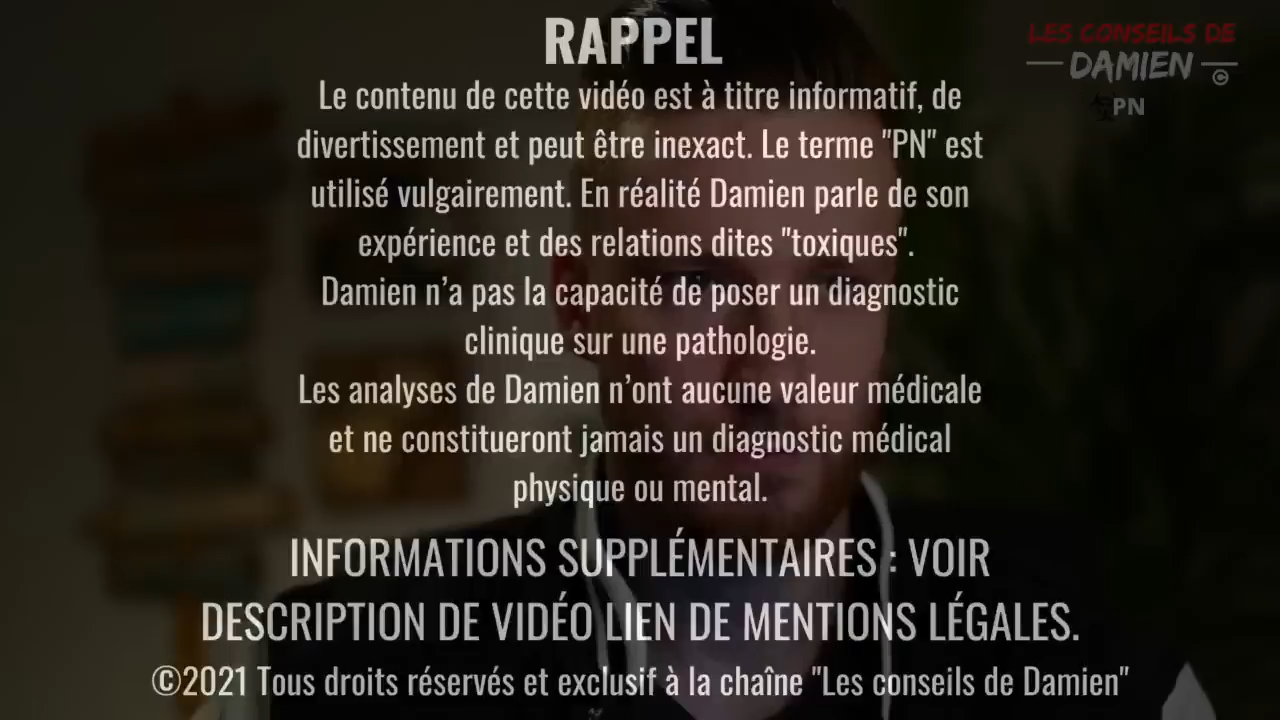 RAPPEL
LES CONSEILS DE
DAMIEN ©
PN
Le contenu de cette vidéo est à titre informatif, de
divertissement et peut être inexact. Le terme "PN" est
utilisé vulgairement. En réalité Damien parle de son
expérience et des relations dites "toxiques".
Damien n’a pas la capacité de poser un diagnostic
clinique sur une pathologie.
Les analyses de Damien n’ont aucune valeur médicale
et ne constitueront jamais un diagnostic médical
physique ou mental.
INFORMATIONS SUPPLÉMENTAIRES : VOIR
DESCRIPTION DE VIDÉO LIEN DE MENTIONS LÉGALES.
©2021 Tous droits réservés et exclusif à la chaîne "Les conseils de Damien"